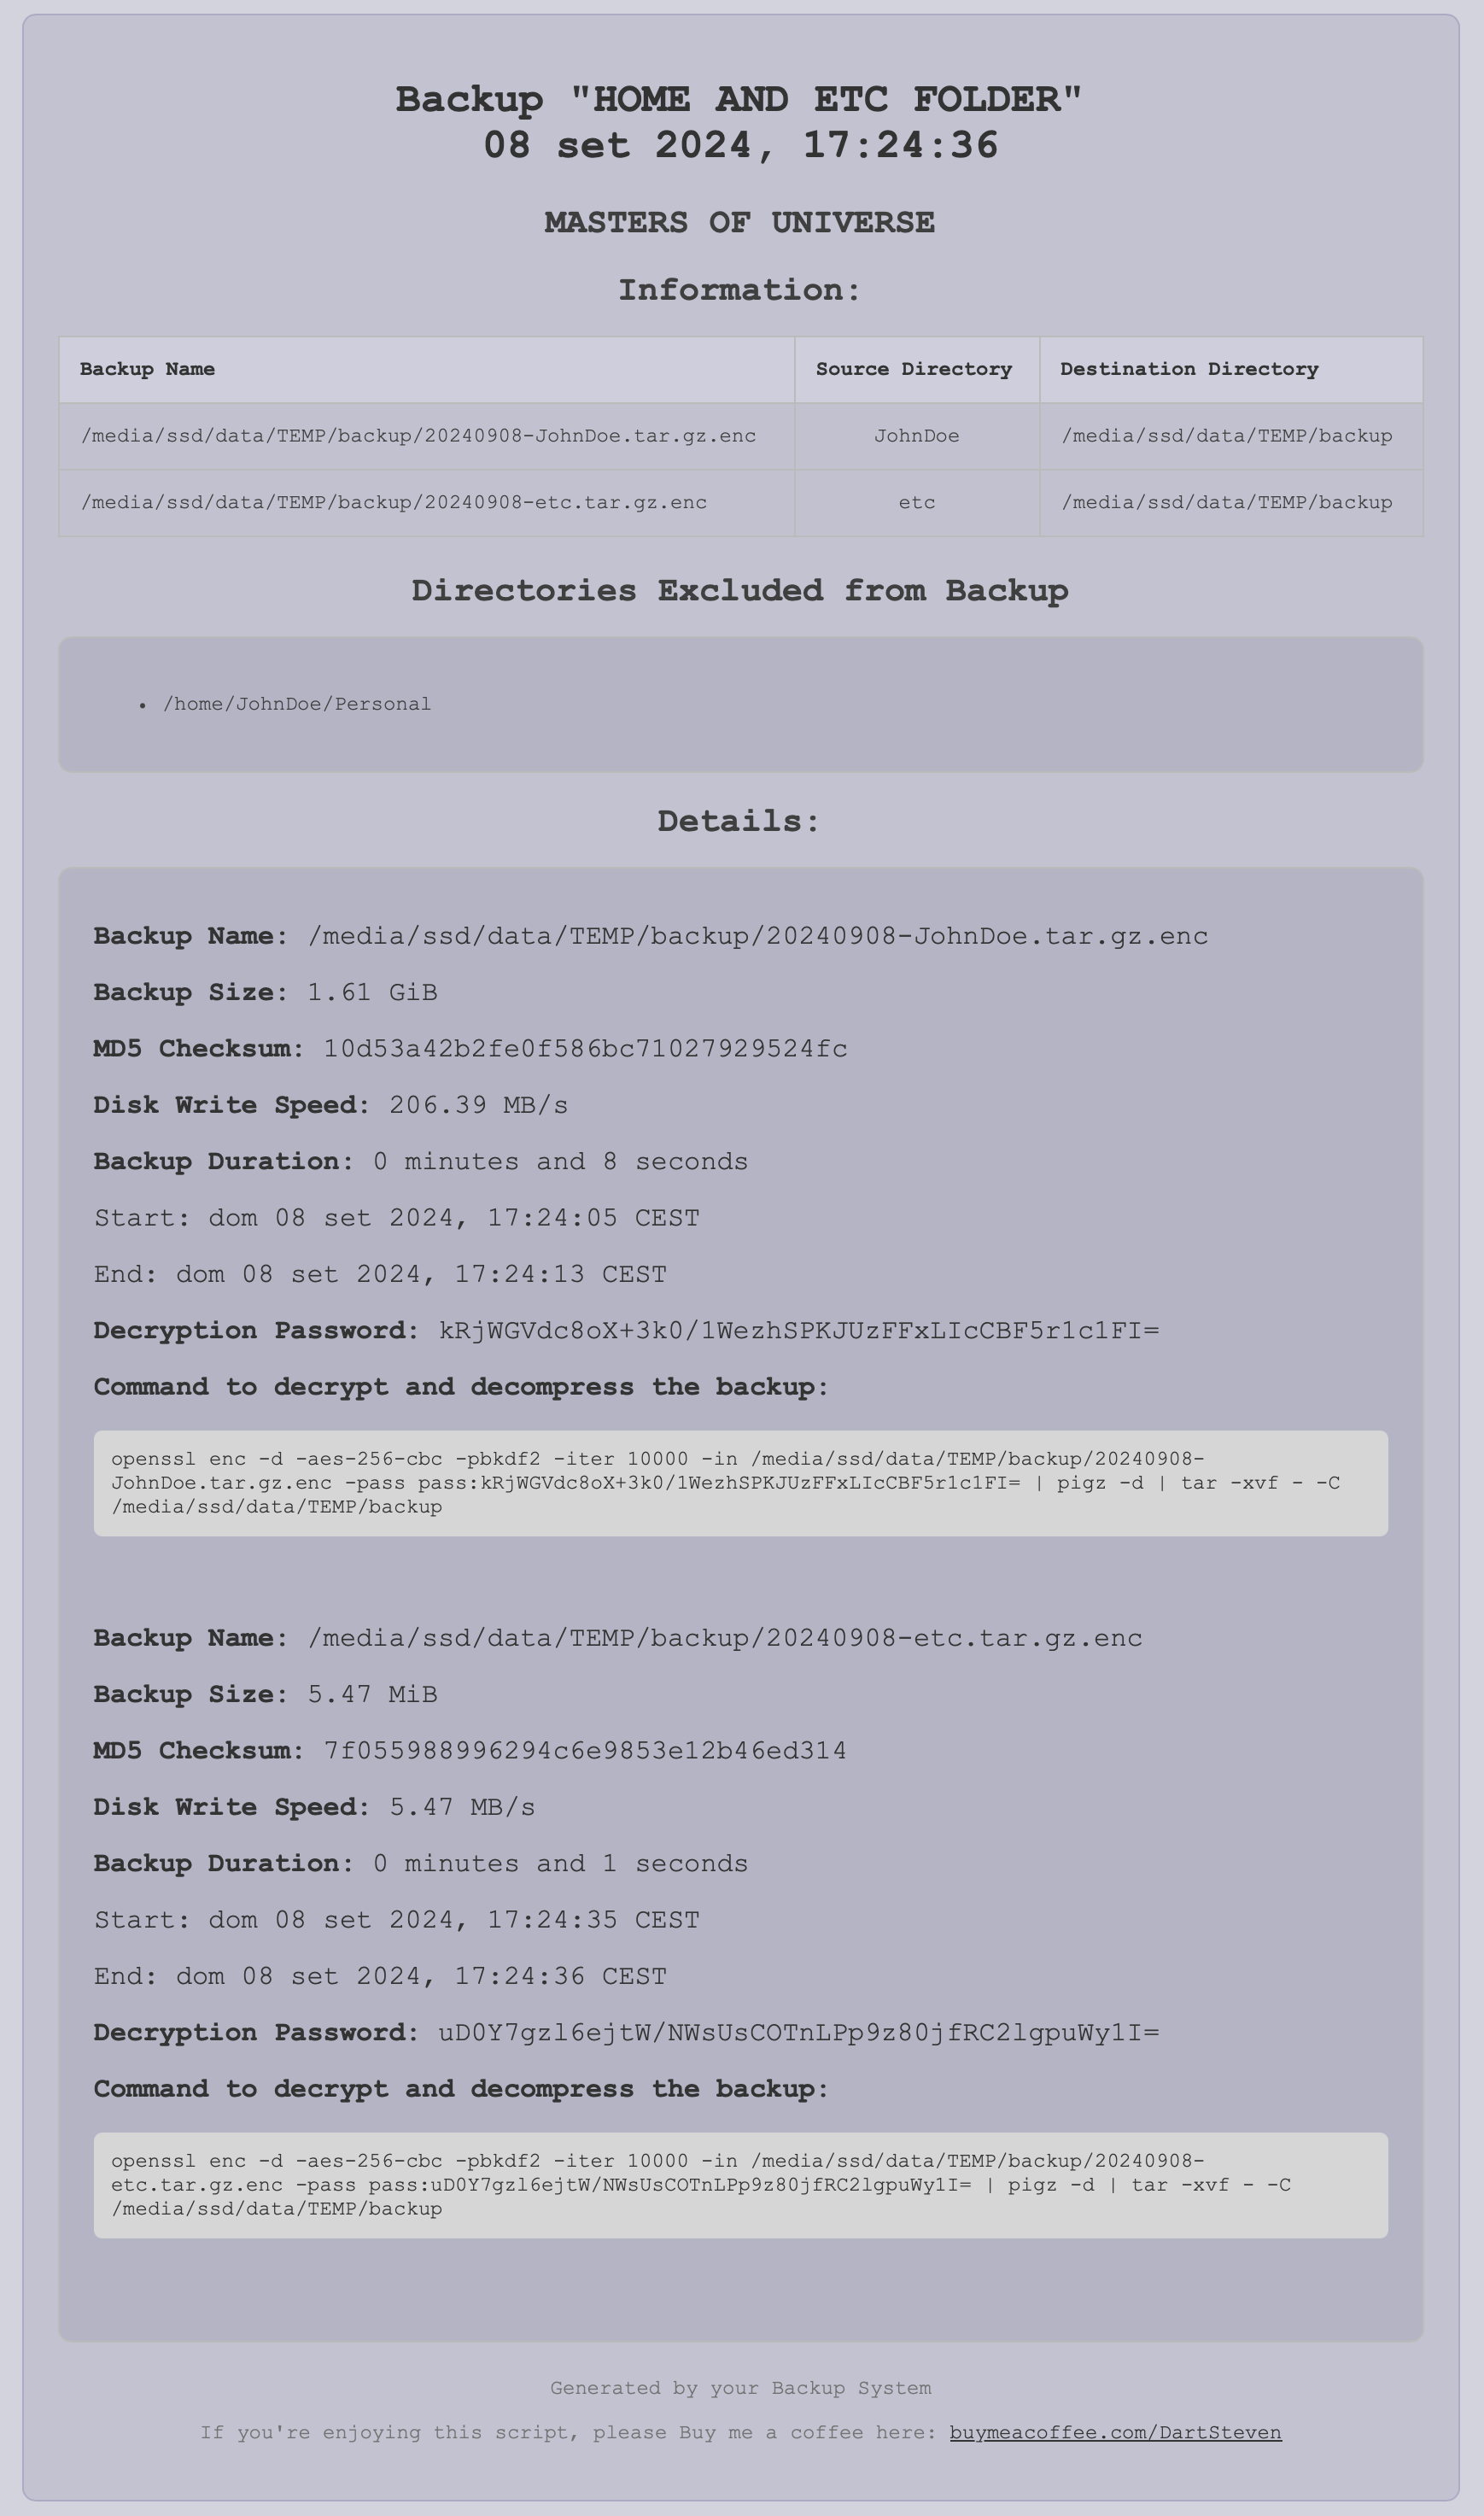 Backup "HOME AND ETC FOLDER"
08 set 2024, 17:24:36
MASTERS OF UNIVERSE
Information:
Backup Name Source Directory Destination Directory
/media/ssd/data/TEMP/backup/20240908-JohnDoe.tar.gz.enc JohnDoe /media/ssd/data/TEMP/backup
/media/ssd/data/TEMP/backup/20240908-etc.tar.gz.enc etc /media/ssd/data/TEMP/backup
Directories Excluded from Backup
• /home/JohnDoe/Personal
Details:
Backup Name: /media/ssd/data/TEMP/backup/20240908-JohnDoe.tar.gz.enc
Backup Size: 1.61 GiB
MD5 Checksum: 10d53a42b2fe0f586bc71027929524fc
Disk Write Speed: 206.39 MB/s
Backup Duration: 0 minutes and 8 seconds
Start: dom 08 set 2024, 17:24:05 CEST
End: dom 08 set 2024, 17:24:13 CEST
Decryption Password: kRjWGVdc8oX+3k0/1WezhSPKJUzFFxLIcCBF5r1c1FI=
Command to decrypt and decompress the backup:
openssl enc -d -aes-256-cbc -pbkdf2 -iter 10000 -in /media/ssd/data/TEMP/backup/20240908-
JohnDoe.tar.gz.enc -pass pass:kRjWGVdc8oX+3k0/1WezhSPKJUzFFxLIcCBF5r1c1FI= | pigz -d | tar -xvf - -C
/media/ssd/data/TEMP/backup
Backup Name: /media/ssd/data/TEMP/backup/20240908-etc.tar.gz.enc
Backup Size: 5.47 MiB
MD5 Checksum: 7f055988996294c6e9853e12b46ed314
Disk Write Speed: 5.47 MB/s
Backup Duration: 0 minutes and 1 seconds
Start: dom 08 set 2024, 17:24:35 CEST
End: dom 08 set 2024, 17:24:36 CEST
Decryption Password: uD0Y7gzl6ejtW/NWsUsCOTnLPp9z80jfRC2lgpuWy1I=
Command to decrypt and decompress the backup:
openssl enc -d -aes-256-cbc -pbkdf2 -iter 10000 -in /media/ssd/data/TEMP/backup/20240908-
etc.tar.gz.enc -pass pass:uD0Y7gzl6ejtW/NWsUsCOTnLPp9z80jfRC2lgpuWy1I= | pigz -d | tar -xvf - -C
/media/ssd/data/TEMP/backup
Generated by your Backup System
If you're enjoying this script, please Buy me a coffee here: buymeacoffee.com/DartSteven